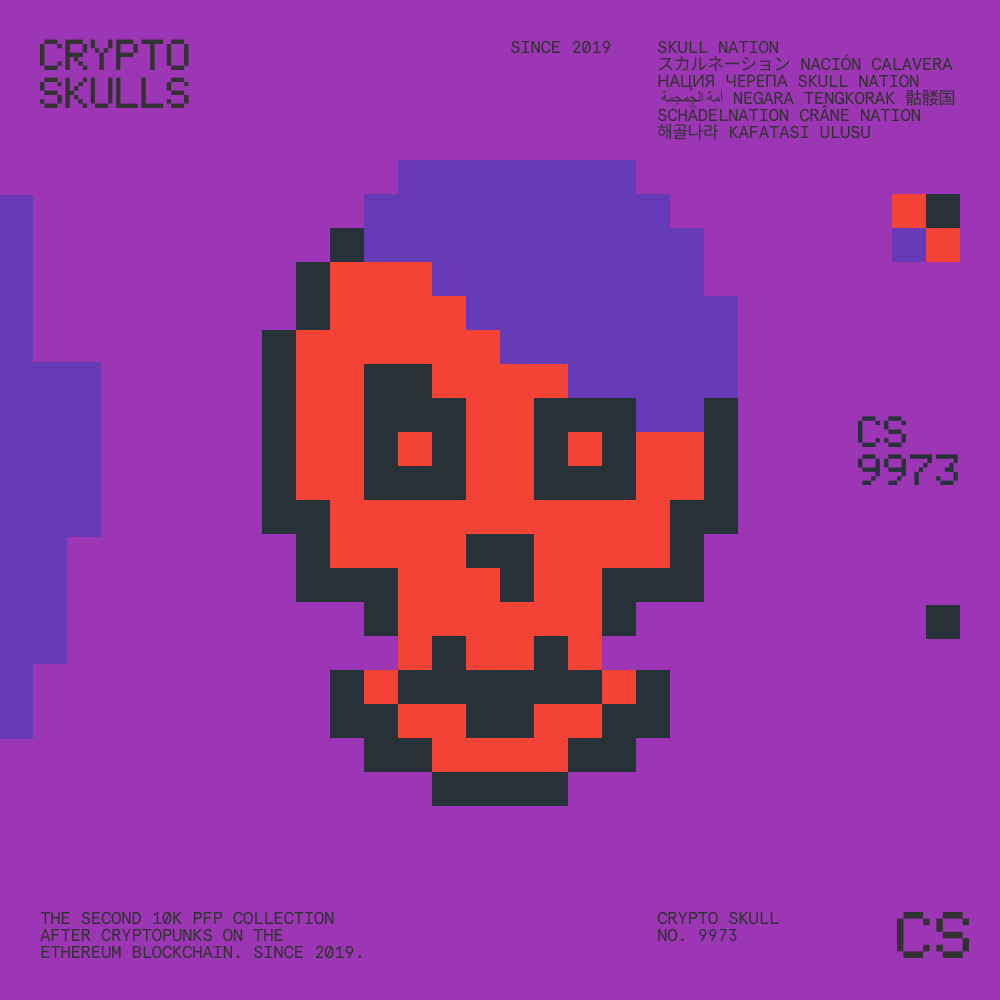 CRYPTO
SKULLS
SINCE 2019
SKULL NATION
スカルネーション NACIÓN CALAVERA
НАЦИЯ ЧЕРЕПА SKULL NATION
أمة الجمجمة NEGARA TENGKORAK 骷髅国
SCHÄDELNATION CRÂNE NATION
해골나라 KAFATASI ULUSU
CS
9973
THE SECOND 10K PFP COLLECTION
AFTER CRYPTOPUNKS ON THE
ETHEREUM BLOCKCHAIN. SINCE 2019.
CRYPTO SKULL
NO. 9973
CS